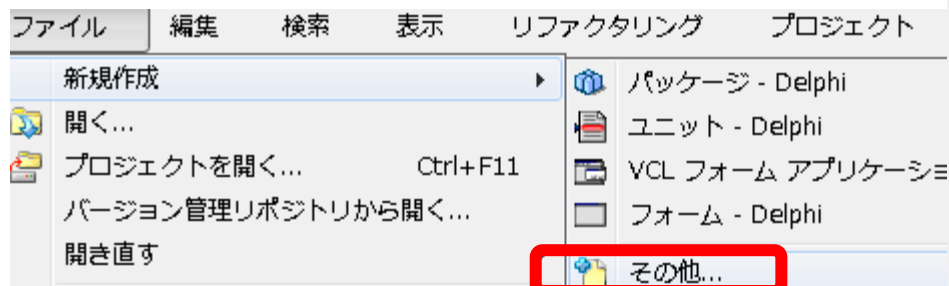 ファイル 編集 検索 表示 リファクタリング プロジェクト
新規作成
開く...
プロジェクトを開く... Ctrl+F11
バージョン管理リポジトリから開く...
開き直す
パッケージ - Delphi
ユニット - Delphi
VCL フォーム アプリケーショ
フォーム - Delphi
その他...